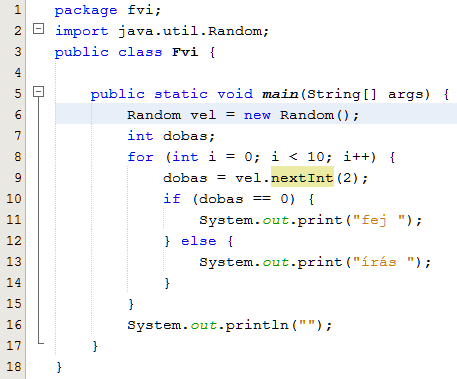 1 package fvi;
2 import java.util.Random;
3 public class Fvi {
4
5     public static void main(String[] args) {
6         Random vel = new Random();
7         int dobas;
8         for (int i = 0; i < 10; i++) {
9             dobas = vel.nextInt(2);
10             if (dobas == 0) {
11                 System.out.print("fej ");
12             } else {
13                 System.out.print("írás ");
14             }
15         }
16         System.out.println("");
17     }
18 }